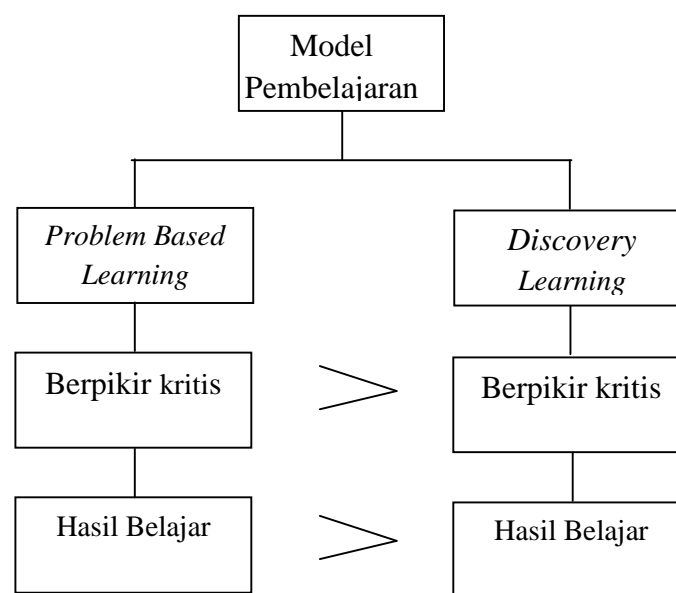 Model
Pembelajaran
Problem Based
Learning
Discovery
Learning
Berpikir kritis
Berpikir kritis
Hasil Belajar
Hasil Belajar